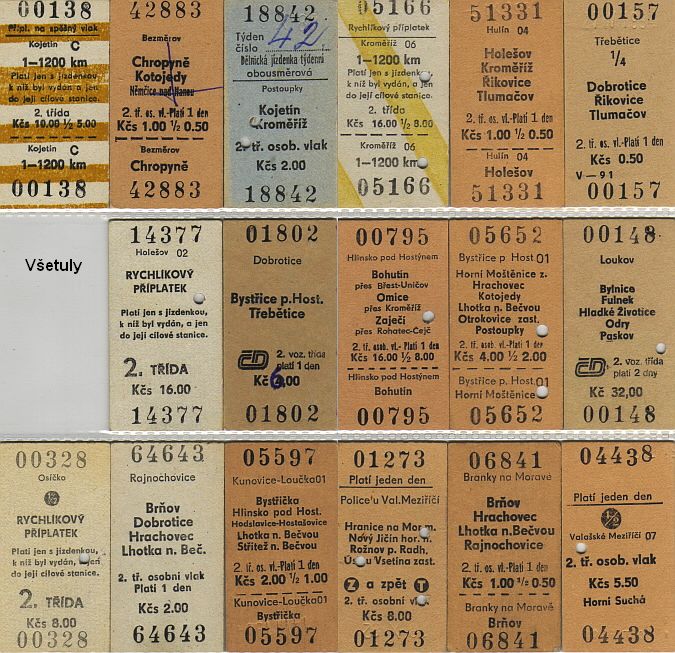 00138
Přípl. na spěšný vlak
Kojetín C
1—1200 km
Platí jen s jízdenkou
k níž byl vydán, a jen
do její cílové stanice.
2. třída
Kčs 10.00 ½ 5.00
Kojetín C
1—1200 km
00138
42883
Bezměrov
Chropyně
Kotojedy
Němčice nad Hanou
2. tř. os. vl.-Platí 1 den
Kčs 1.00 ½ 0.50
Bezměrov
Chropyně
42883
18842
Týden
číslo 42
Dělnická jízdenka týdenní
obousměrová
Postoupky
Kojetín
Kroměříž
2. tř. osob. vlak
Kčs 2.00
18842
05166
Rychlíkový příplatek
Kroměříž 06
1—1200 km
Platí jen s jízdenkou,
k níž byl vydán, a jen
do její cílové stanice.
2. třída
Kčs 16.00 ½ 8.00
Kroměříž 06
1—1200 km
05166
51331
Hulín 04
Holešov
Kroměříž
Říkovice
Tlumačov
2. tř. os. vl.-Platí 1 den
Kčs 1.00 ½ 0.50
Hulín 04
Holešov
51331
00157
Třebětice
1/4
Dobrotice
Říkovice
Tlumačov
2. tř. os. vl.-Platí 1 den
Kčs 0.50
V—91
00157
Všetuly
14377
Holešov 02
RYCHLÍKOVÝ
PŘÍPLATEK
Platí jen s jízdenkou,
k níž byl vydán, a jen
do její cílové stanice.
2. TŘÍDA
Kčs 16.00
14377
01802
Dobrotice
Bystřice p.Host.
Třebětice
ČD 2. voz. třída
platí 1 den
Kč 6,00
01802
00795
Hlinsko pod Hostýnem
Bohutín
přes Břest-Uničov
Omice
přes Kroměříž
Zaječí
přes Rohatec-Čejč
2. tř. osob. vl.-Platí 1 den
Kčs 16.00 ½ 8.00
Hlinsko pod Hostýnem
Bohutín
00795
05652
Bystřice p Host.01
Horní Moštěnice z.
Hrachovec
Kotojedy
Lhotka n. Bečvou
Otrokovice zast.
Postoupky
2. tř. os. vl.-Platí 1 den
Kčs 4.00 ½ 2.00
Bystřice p. Host.01
Horní Moštěnice
05652
00148
Loukov
Bylnice
Fulnek
Hladké Životice
Odry
Paskov
ČD 2. voz. třída
platí 2 dny
Kč 32,00
00148
00328
Osíčko
½
RYCHLÍKOVÝ
PŘÍPLATEK
Platí jen s jízdenkou,
k níž byl vydán, a jen
do její cílové stanice.
2. TŘÍDA
Kčs 8.00
00328
64643
Rajnochovice
Brňov
Dobrotice
Hrachovec
Lhotka n. Beč.
2. tř. osobní vlak
Platí 1 den
Kčs 2.00
64643
05597
Kunovice-Loučka01
Bystřička
Hlinsko pod Host.
Hodslavice-Hostašovice
Lhotka n. Bečvou
Střítež n. Bečvou
2. tř. os. vl.-Platí 1 den
Kčs 2.00 ½ 1.00
Kunovice-Loučka01
Bystřička
05597
01273
Platí jeden den
Police u Val.Meziříčí
Hranice na Mor.
Nový Jičín hor. n.
Rožnov p. Radh.
Ústí u Vsetína zast.
Z a zpět T
2. tř. osobní vlak
Kčs 8.00
01273
06841
Branky na Moravě
Brňov
Hrachovec
Lhotka n.Bečvou
Rajnochovice
2. tř. os. vl.-Platí 1 den
Kčs 1.00 ½ 0.50
Branky na Moravě
Brňov
06841
04438
Platí jeden den
½
Valašské Meziříčí 07
2. tř. osob. vlak
Kčs 5.50
Horní Suchá
04438